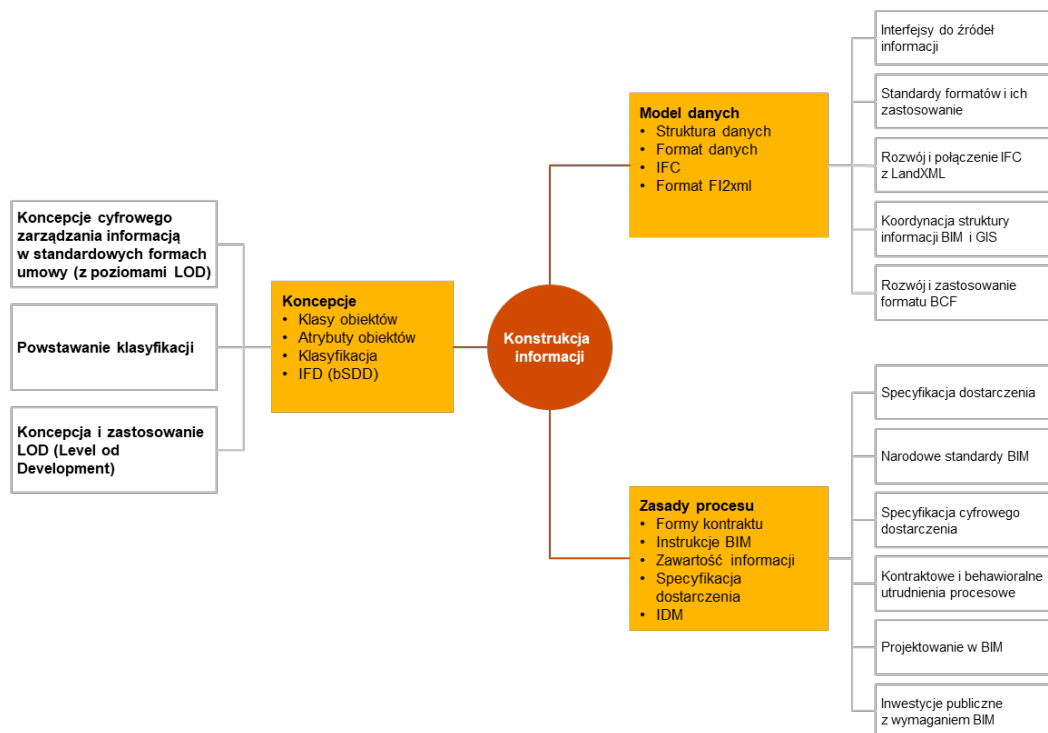 Koncepcje cyfrowego
zarządzania informacją
w standardowych formach
umowy (z poziomami LOD)
Powstawanie klasyfikacji
Koncepcja i zastosowanie
LOD (Level od
Development)
Koncepcje
• Klasy obiektów
• Atrybuty obiektów
• Klasyfikacja
• IFD (bSDD)
Konstrukcja
informacji
Model danych
• Struktura danych
• Format danych
• IFC
• Format FI2xml
Interfejsy do źródeł
informacji
Standardy formatów i ich
zastosowanie
Rozwój i połączenie IFC
z LandXML
Koordynacja struktury
informacji BIM i GIS
Rozwój i zastosowanie
formatu BCF
Zasady procesu
• Formy kontraktu
• Instrukcje BIM
• Zawartość informacji
• Specyfikacja
dostarczenia
• IDM
Specyfikacja dostarczenia
Narodowe standardy BIM
Specyfikacja cyfrowego
dostarczenia
Kontraktowe i behawioralne
utrudnienia procesowe
Projektowanie w BIM
Inwestycje publiczne
z wymaganiem BIM